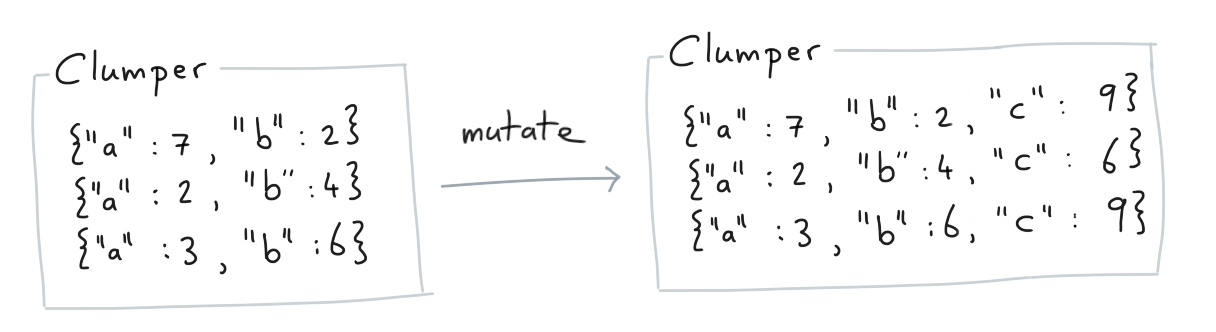 Clumper
{"a" : 7 , "b" : 2}
{"a" : 2 , "b" : 4}
{"a" : 3 , "b" : 6}
mutate
Clumper
{"a" : 7 , "b" : 2 , "c" : 9}
{"a" : 2 , "b" : 4 , "c" : 6}
{"a" : 3 , "b" : 6 , "c" : 9}